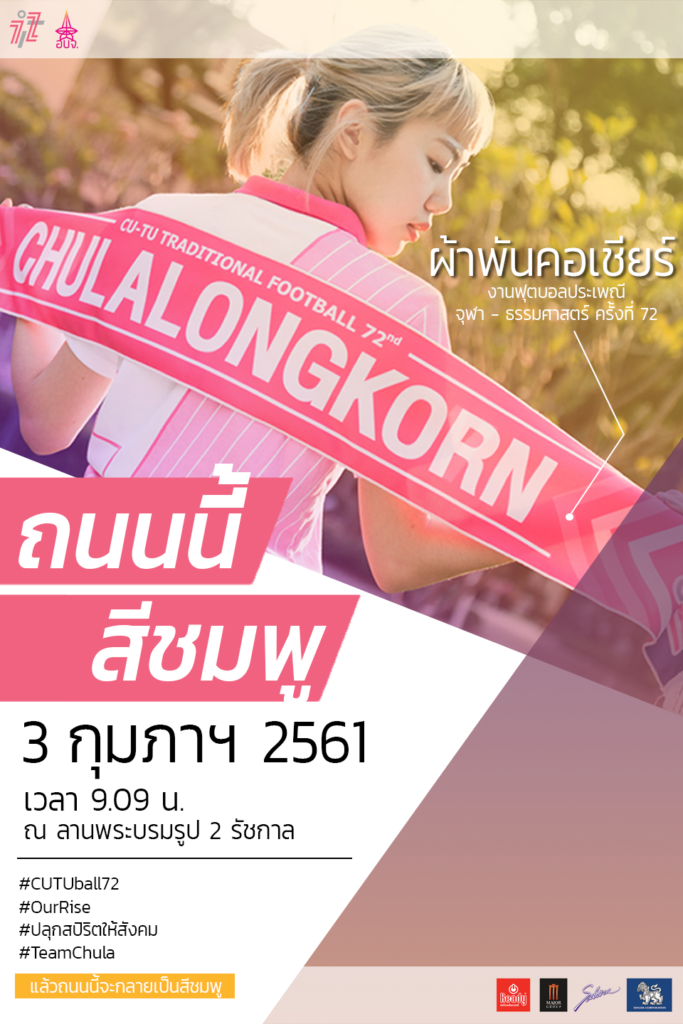 อบจ.
CU-TU TRADITIONAL FOOTBALL 72nd
CHULALONGKORN
ผ้าพันคอเชียร์
งานฟุตบอลประเพณี
จุฬา - ธรรมศาสตร์ ครั้งที่ 72
ถนนนี้
สีชมพู
3 กุมภาฯ 2561
เวลา 9.09 น.
ณ ลานพระบรมรูป 2 รัชกาล
#CUTUball72
#OurRise
#ปลุกสปิริตให้สังคม
#TeamChula
แล้วถนนนี้จะกลายเป็นสีชมพู
Ready
MAJOR
GROUP
Sabina